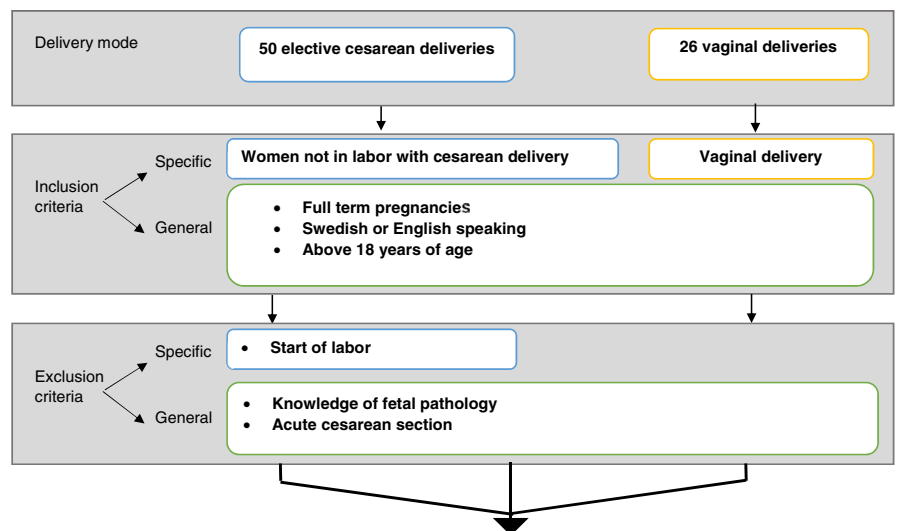 Delivery mode
50 elective cesarean deliveries
26 vaginal deliveries
Inclusion
criteria
Specific
Women not in labor with cesarean delivery
Vaginal delivery
General
• Full term pregnancies
• Swedish or English speaking
• Above 18 years of age
Exclusion
criteria
Specific
• Start of labor
General
• Knowledge of fetal pathology
• Acute cesarean section